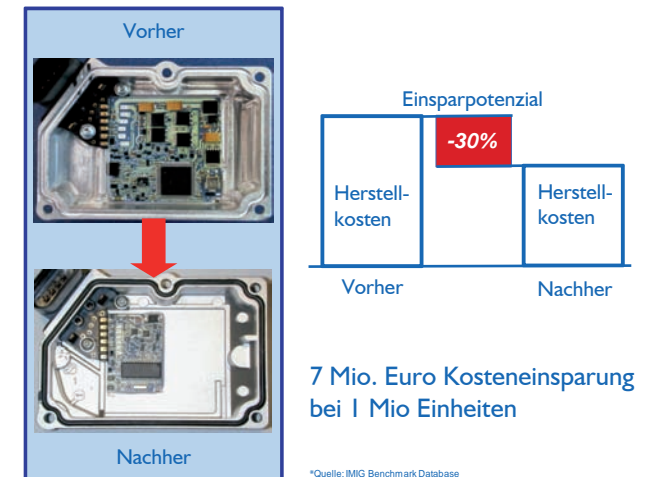 Vorher
Nachher
Einsparpotenzial
-30%
Herstell-
kosten
Herstell-
kosten
Vorher
Nachher
7 Mio. Euro Kosteneinsparung
bei 1 Mio Einheiten
*Quelle: IMIG Benchmark Database